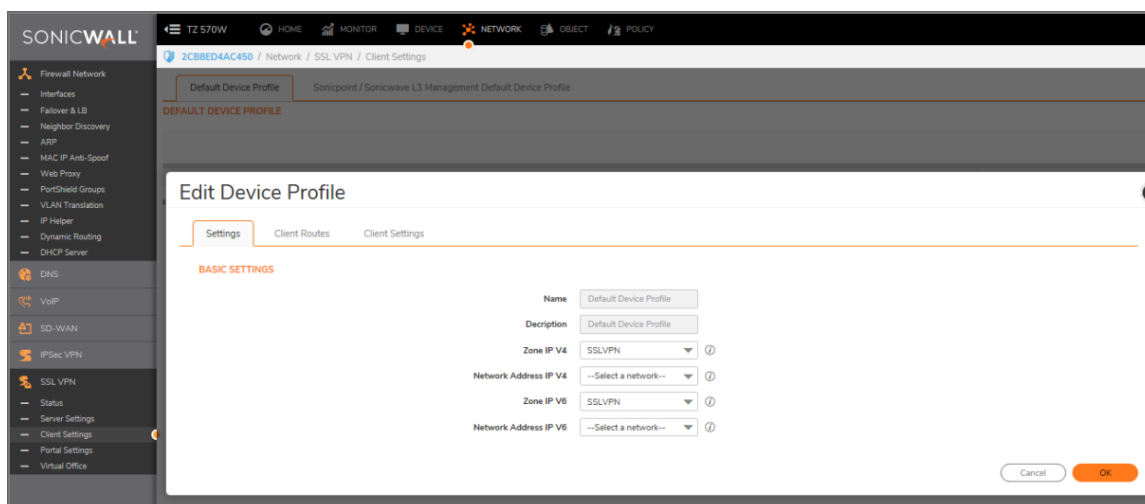 SONICWALL
TZ 570W HOME MONITOR DEVICE NETWORK OBJECT POLICY
2CB8ED4AC450 / Network / SSL VPN / Client Settings
Firewall Network
Interfaces
Failover & LB
Neighbor Discovery
ARP
MAC IP Anti-Spoof
Web Proxy
PortShield Groups
VLAN Translation
IP Helper
Dynamic Routing
DHCP Server
DNS
VoIP
SD-WAN
IPSec VPN
SSL VPN
Status
Server Settings
Client Settings
Portal Settings
Virtual Office
Default Device Profile Sonicpoint / Sonicwave L3 Management Default Device Profile
DEFAULT DEVICE PROFILE
Edit Device Profile
Settings Client Routes Client Settings
BASIC SETTINGS
Name Default Device Profile
Decription Default Device Profile
Zone IP V4 SSLVPN
Network Address IP V4 --Select a network--
Zone IP V6 SSLVPN
Network Address IP V6 --Select a network--
Cancel OK